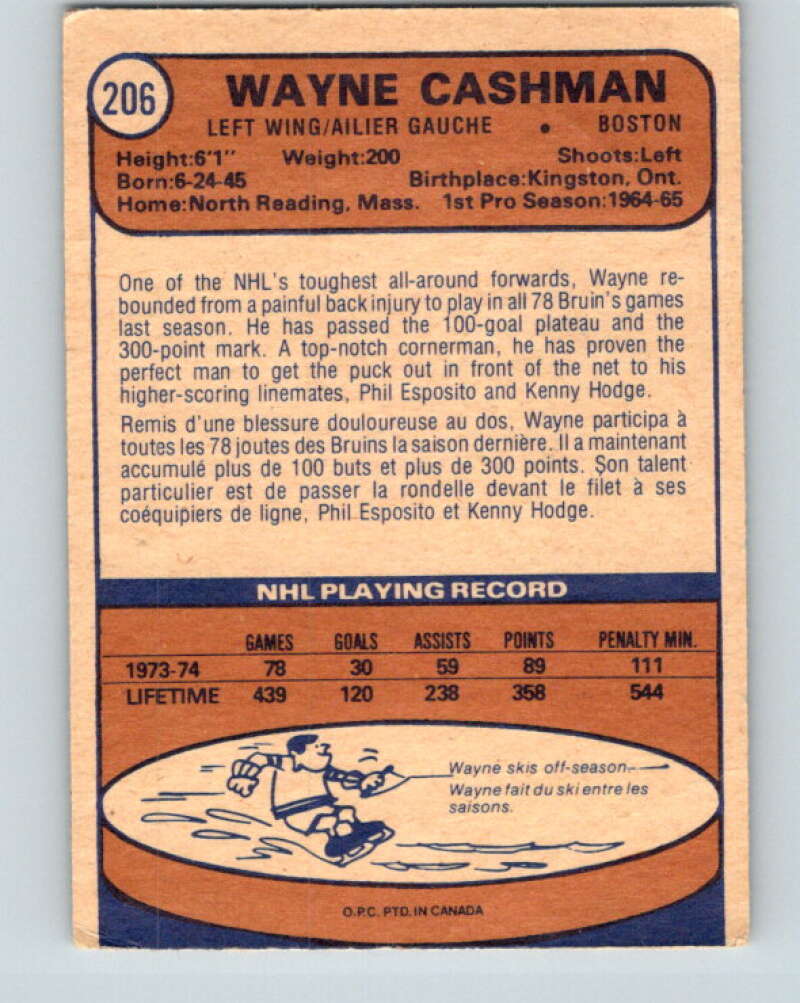 206
WAYNE CASHMAN
LEFT WING/AILIER GAUCHE • BOSTON
Height:6'1" Weight:200 Shoots:Left
Born:6-24-45 Birthplace:Kingston, Ont.
Home:North Reading, Mass. 1st Pro Season:1964-65
One of the NHL's toughest all-around forwards, Wayne re-
bounded from a painful back injury to play in all 78 Bruin's games
last season. He has passed the 100-goal plateau and the
300-point mark. A top-notch cornerman, he has proven the
perfect man to get the puck out in front of the net to his
higher-scoring linemates, Phil Esposito and Kenny Hodge.
Remis d'une blessure douloureuse au dos, Wayne participa à
toutes les 78 joutes des Bruins la saison dernière. Il a maintenant
accumulé plus de 100 buts et plus de 300 points. Son talent
particulier est de passer la rondelle devant le filet à ses
coéquipiers de ligne, Phil Esposito et Kenny Hodge.
NHL PLAYING RECORD
GAMES GOALS ASSISTS POINTS PENALTY MIN.
1973-74 78 30 59 89 111
LIFETIME 439 120 238 358 544
Wayne skis off-season.
Wayne fait du ski entre les
saisons.
O.P.C. PTD. IN CANADA